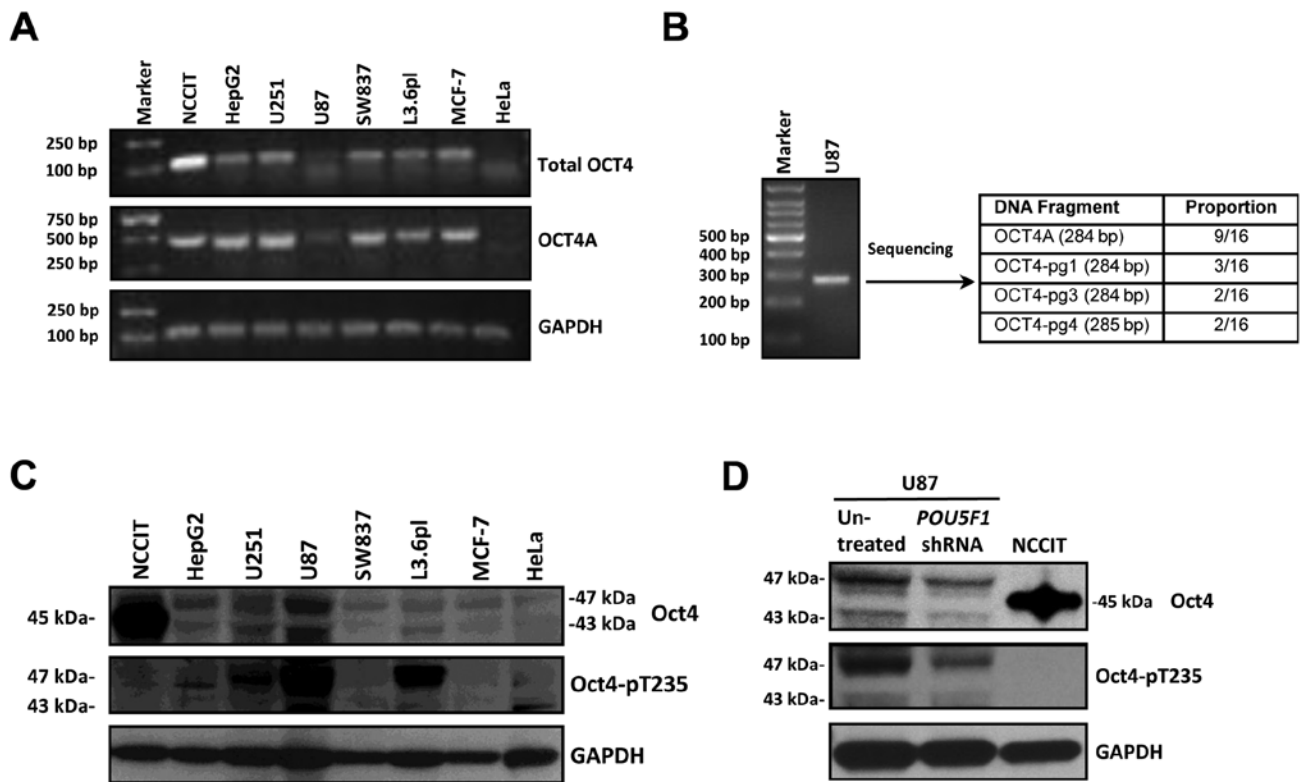 A
Marker NCCIT HepG2 U251 U87 SW837 L3.6pl MCF-7 HeLa
250 bp
100 bp
Total OCT4
750 bp
500 bp
250 bp
OCT4A
250 bp
100 bp
GAPDH
B
Marker U87
500 bp
400 bp
300 bp
200 bp
100 bp
Sequencing
DNA Fragment Proportion
OCT4A (284 bp) 9/16
OCT4-pg1 (284 bp) 3/16
OCT4-pg3 (284 bp) 2/16
OCT4-pg4 (285 bp) 2/16
C
NCCIT HepG2 U251 U87 SW837 L3.6pl MCF-7 HeLa
45 kDa-
-47 kDa
-43 kDa
Oct4
47 kDa-
43 kDa-
Oct4-pT235
GAPDH
D
U87
Un-
treated
POU5F1
shRNA
NCCIT
47 kDa-
43 kDa-
-45 kDa Oct4
47 kDa-
43 kDa-
Oct4-pT235
GAPDH